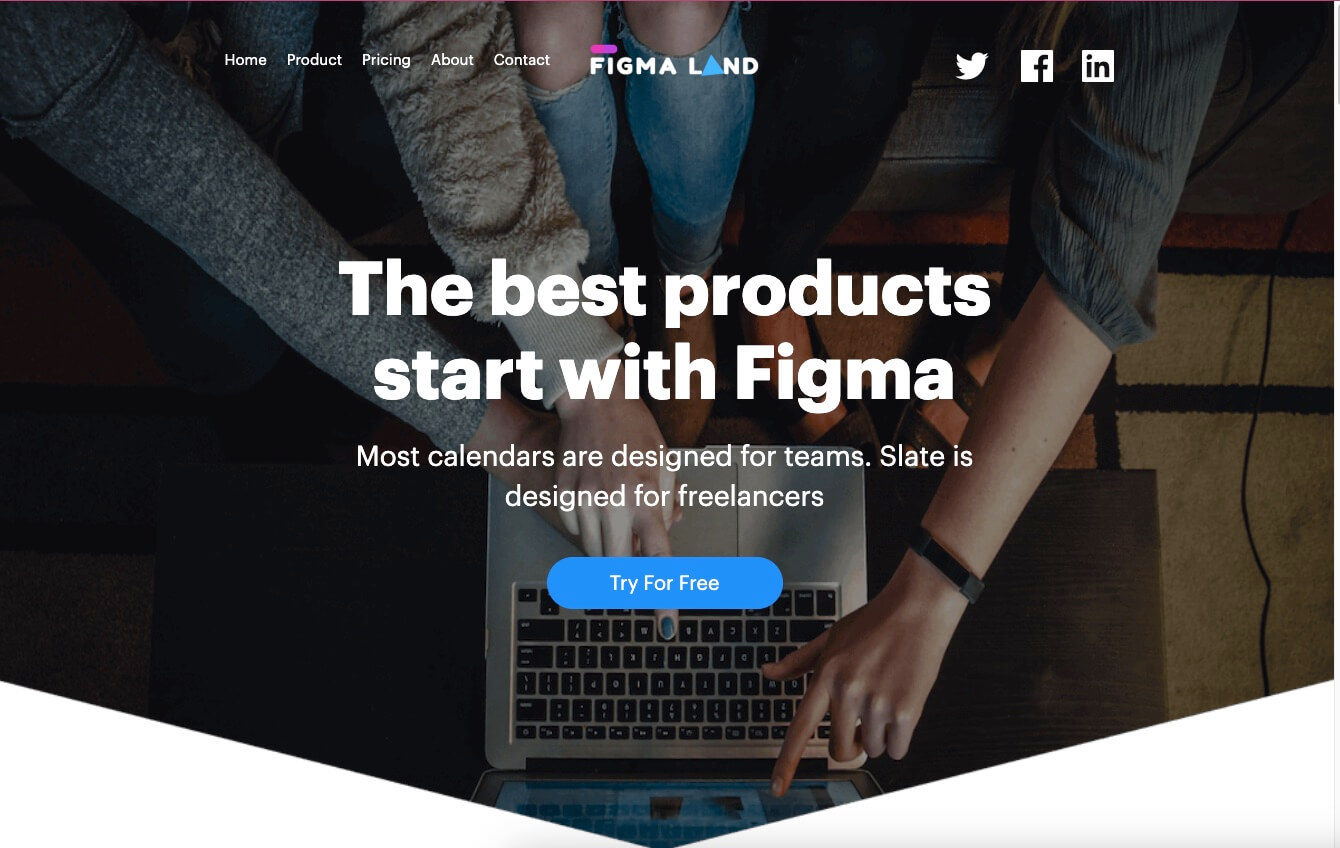 Home Product Pricing About Contact FIGMA LAND
The best products
start with Figma
Most calendars are designed for teams. Slate is
designed for freelancers
Try For Free